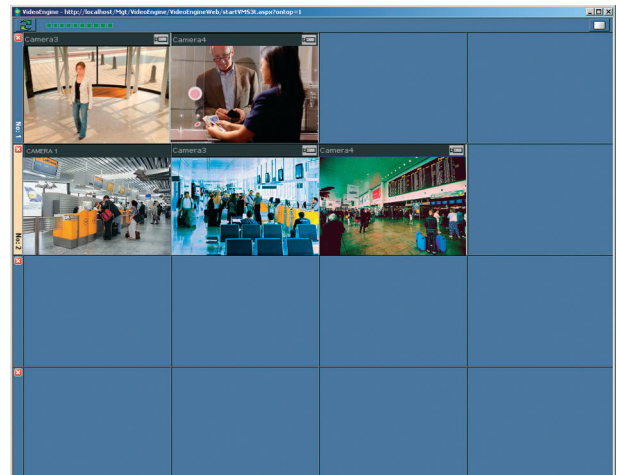 VideoEngine - http://localhost/Mgt/VideoEngine/VideoEngineWeb/startVMS3t.aspx?ontop=1
Camera3
Camera4
No: 1
CAMERA 1
Camera3
Camera4
No: 2